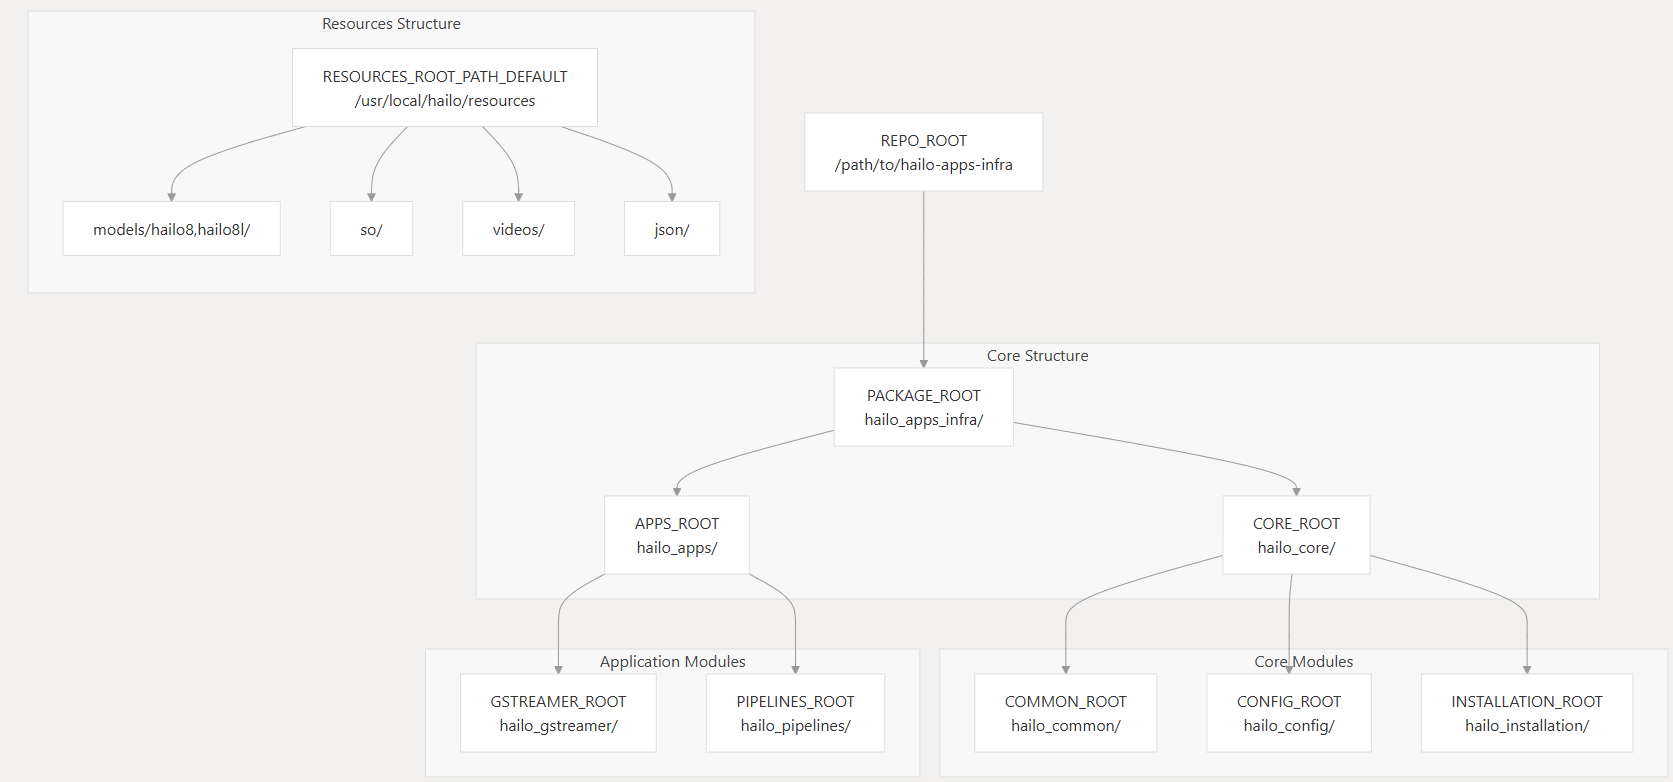 Resources Structure
RESOURCES_ROOT_PATH_DEFAULT
/usr/local/hailo/resources
models/hailo8,hailo8l/
so/
videos/
json/
REPO_ROOT
/path/to/hailo-apps-infra
Core Structure
PACKAGE_ROOT
hailo_apps_infra/
APPS_ROOT
hailo_apps/
CORE_ROOT
hailo_core/
Application Modules
GSTREAMER_ROOT
hailo_gstreamer/
PIPELINES_ROOT
hailo_pipelines/
Core Modules
COMMON_ROOT
hailo_common/
CONFIG_ROOT
hailo_config/
INSTALLATION_ROOT
hailo_installation/